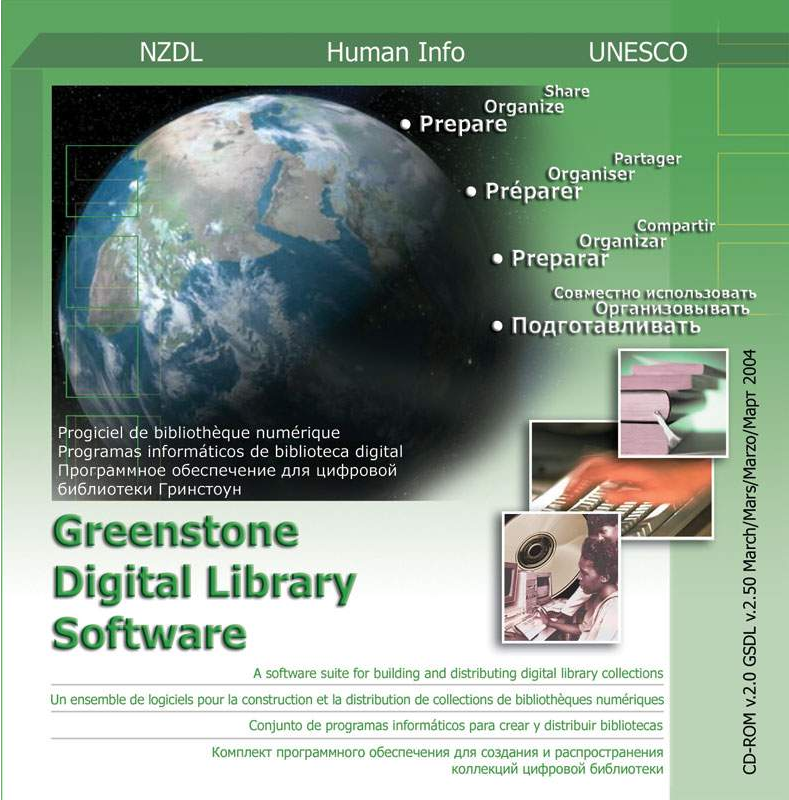 NZDL Human Info UNESCO
Share
Organize
• Prepare
Partager
Organiser
• Préparer
Compartir
Organizar
• Preparar
Совместно использовать
Организовывать
• Подготавливать
Progiciel de bibliothèque numérique
Programas informáticos de biblioteca digital
Программное обеспечение для цифровой
библиотеки Гринстоун
Greenstone
Digital Library
Software
A software suite for building and distributing digital library collections
Un ensemble de logiciels pour la construction et la distribution de collections de bibliothèques numériques
Conjunto de programas informáticos para crear y distribuir bibliotecas
Комплект программного обеспечения для создания и распространения
коллекций цифровой библиотеки
CD-ROM v.2.0 GSDL v.2.50 March/Mars/Marzo/Март 2004